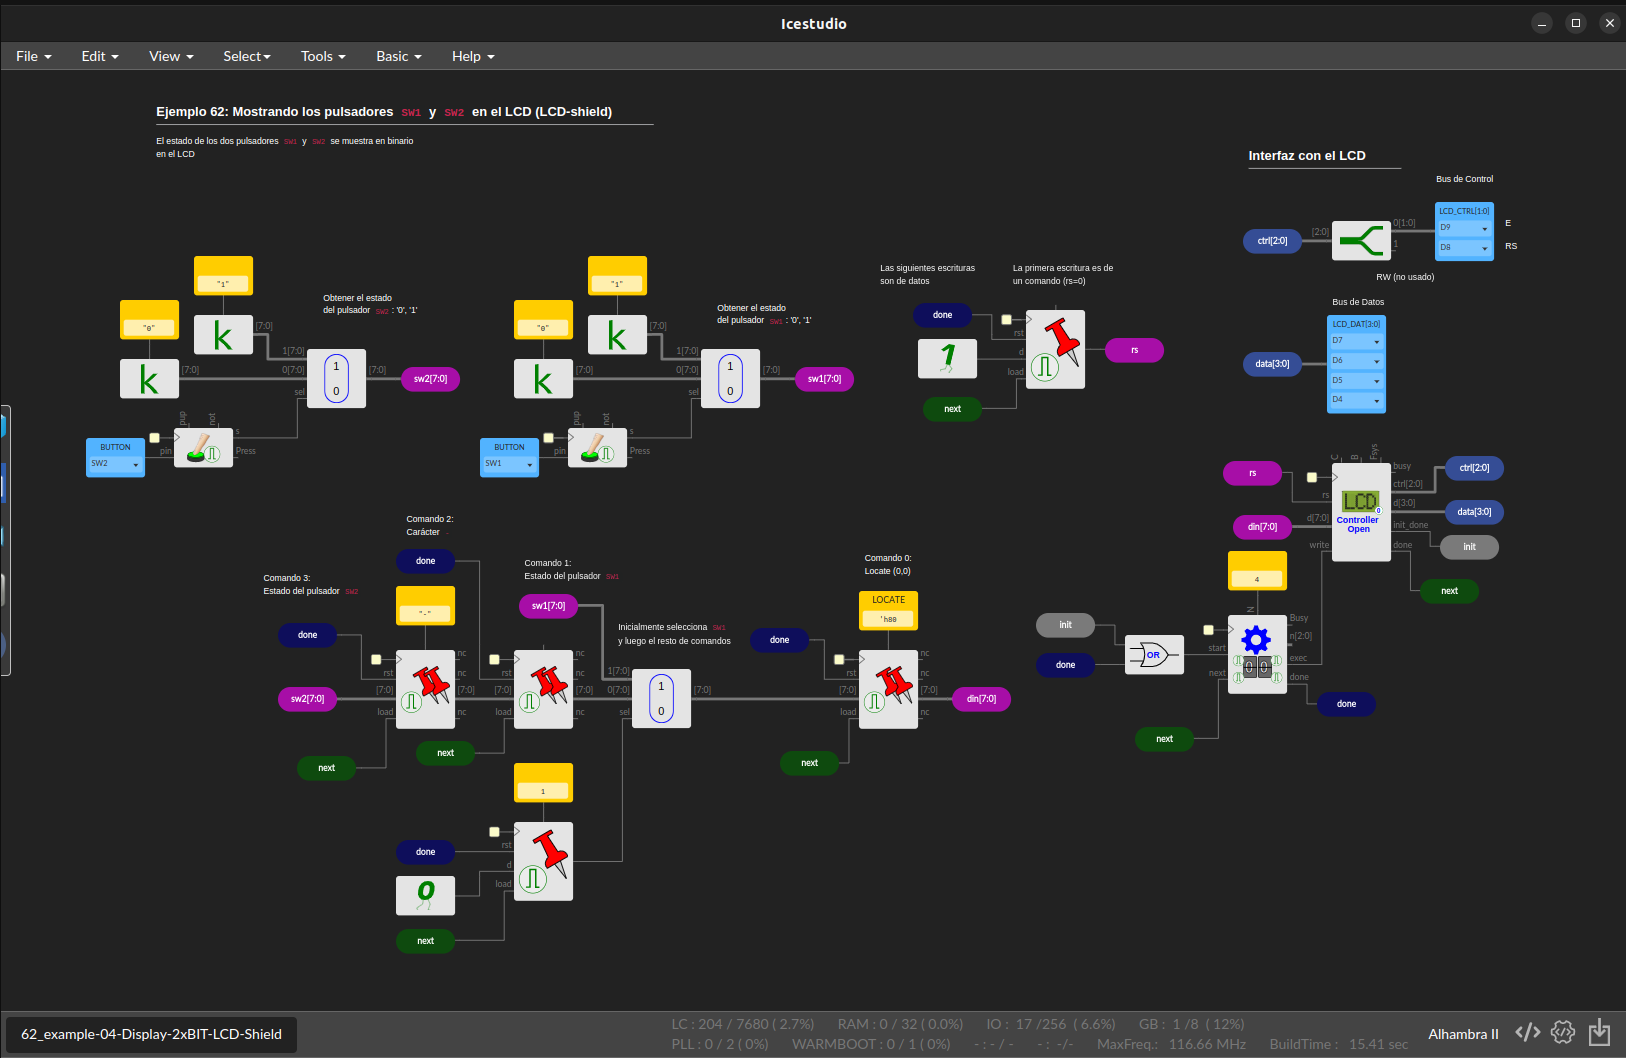 Icestudio
File Edit View Select Tools Basic Help
Ejemplo 62: Mostrando los pulsadores SW1 y SW2 en el LCD (LCD-shield)
El estado de los dos pulsadores SW1 y SW2 se muestra en binario
en el LCD
Interfaz con el LCD
Bus de Control
ctrl[2:0]
[2:0]
0[1:0]
1
LCD_CTRL[1:0]
D9
D8
E
RS
RW (no usado)
Bus de Datos
data[3:0]
LCD_DAT[3:0]
D7
D6
D5
D4
"1"
"0"
k
k
[7:0]
[7:0]
1[7:0]
0[7:0]
sel
1
0
[7:0]
sw2[7:0]
Obtener el estado
del pulsador SW2 : '0', '1'
BUTTON
SW2
pup
not
pin
s
Press
"1"
"0"
k
k
[7:0]
[7:0]
1[7:0]
0[7:0]
sel
1
0
[7:0]
sw1[7:0]
Obtener el estado
del pulsador SW1 : '0', '1'
BUTTON
SW1
pup
not
pin
s
Press
Las siguientes escrituras
son de datos
La primera escritura es de
un comando (rs=0)
done
1
next
rst
d
load
rs
rs
din[7:0]
C
B
Fsys
rs
d[7:0]
write
LCD
0
Controller
Open
busy
ctrl[2:0]
d[3:0]
init_done
done
ctrl[2:0]
data[3:0]
init
next
Comando 3:
Estado del pulsador SW2
done
sw2[7:0]
next
Comando 2:
Carácter
done
"-"
rst
[7:0]
load
nc
nc
[7:0]
nc
next
Comando 1:
Estado del pulsador SW1
sw1[7:0]
rst
[7:0]
load
nc
nc
[7:0]
nc
Inicialmente selecciona SW1
y luego el resto de comandos
1[7:0]
0[7:0]
sel
1
0
[7:0]
Comando 0:
Locate (0,0)
LOCATE
'h80
done
rst
[7:0]
load
nc
nc
[7:0]
nc
din[7:0]
next
1
done
0
next
rst
d
load
init
done
OR
4
N
start
next
0 0
Busy
n[2:0]
exec
done
done
next
62_example-04-Display-2xBIT-LCD-Shield
LC : 204 / 7680 ( 2.7%) RAM : 0 / 32 ( 0.0%) IO : 17 /256 ( 6.6%) GB : 1 /8 ( 12%)
PLL : 0 / 2 ( 0%) WARMBOOT : 0 / 1 ( 0%) - : - / - - : -/- MaxFreq.: 116.66 MHz BuildTime : 15.41 sec
Alhambra II